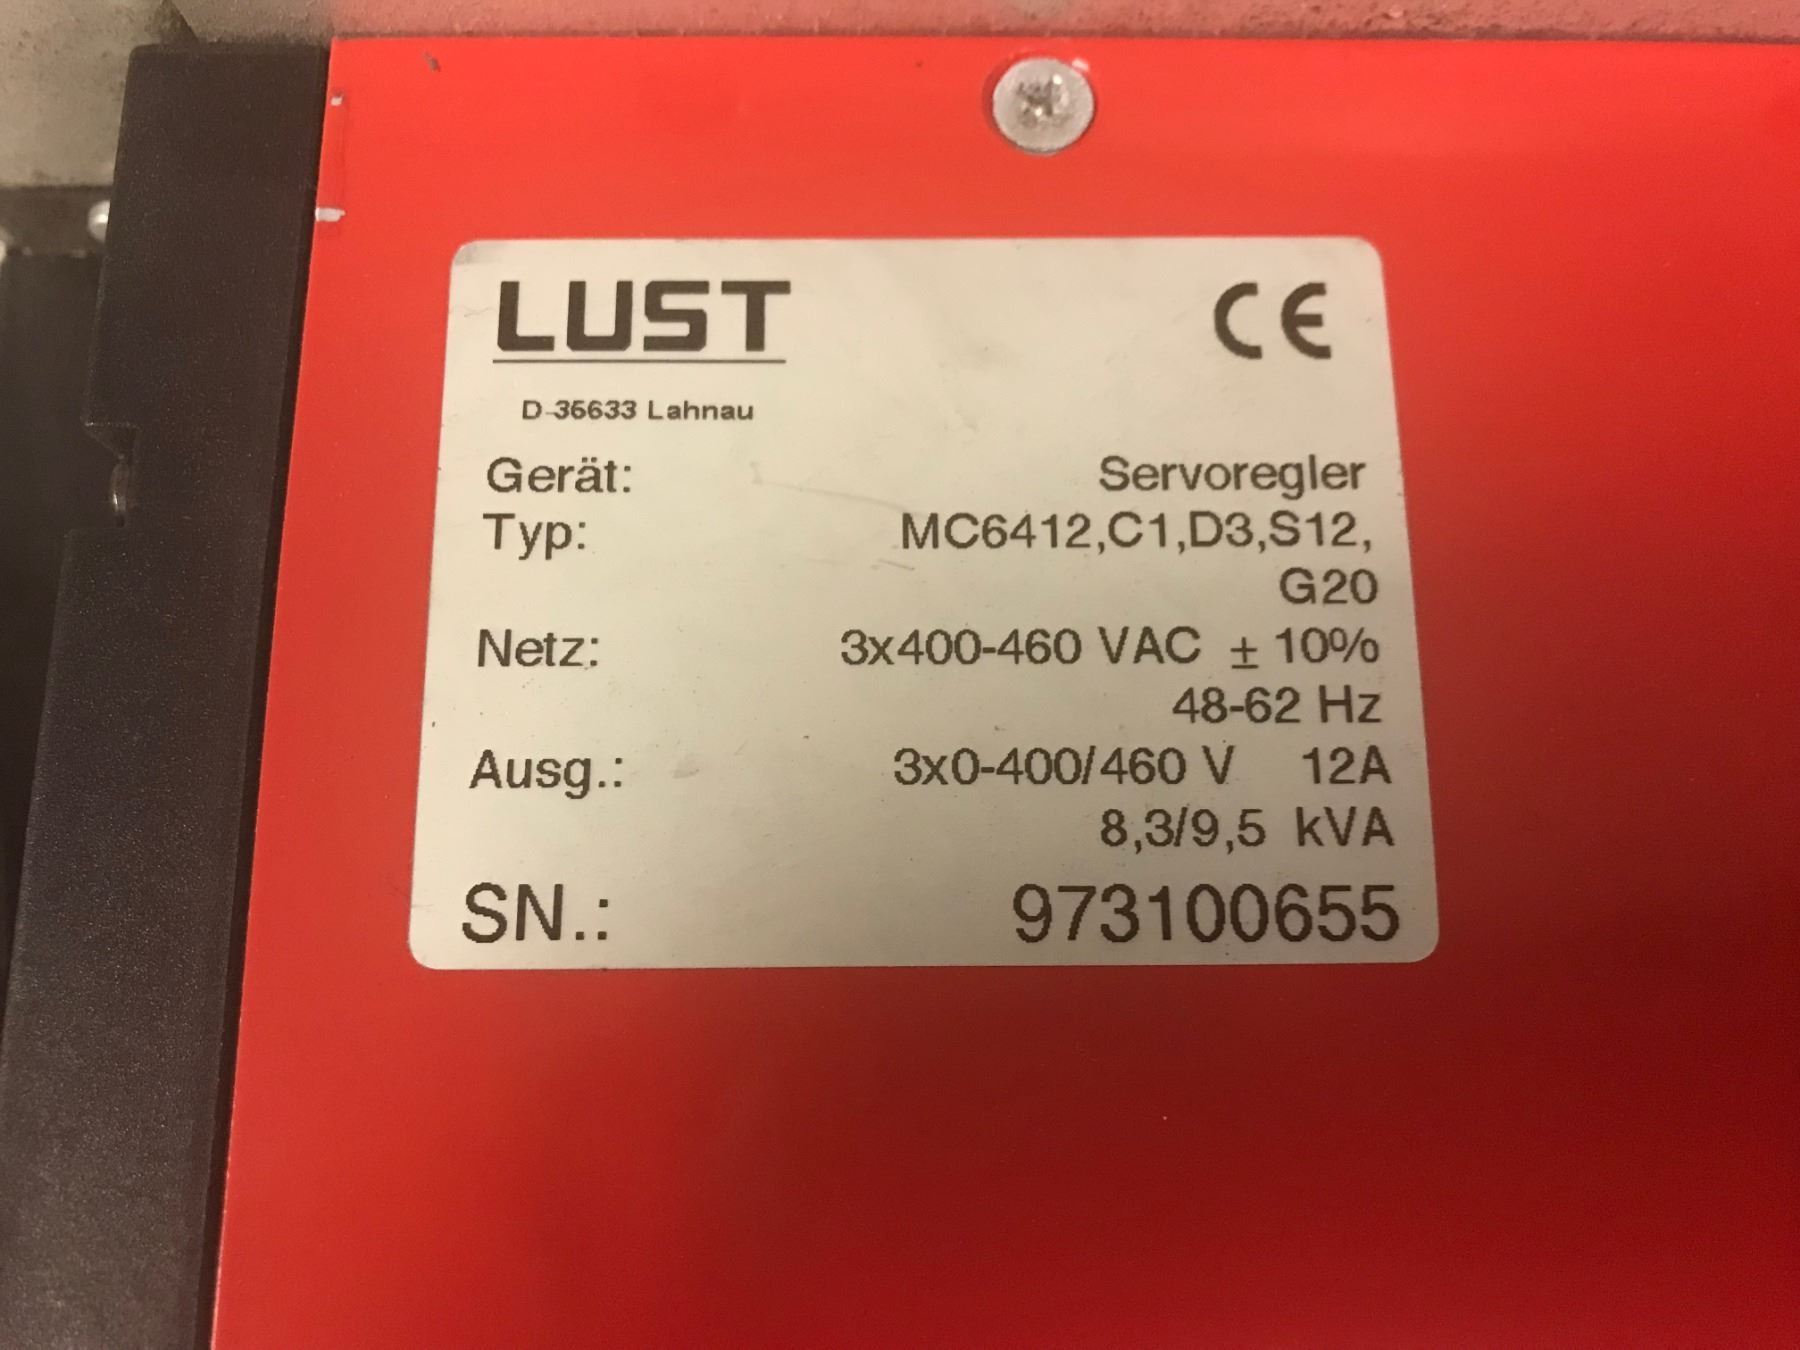 LUST
CE
D-35633 Lahnau
Gerät: Servoregler
Typ: MC6412,C1,D3,S12,
G20
Netz: 3x400-460 VAC ± 10%
48-62 Hz
Ausg.: 3x0-400/460 V 12A
8,3/9,5 kVA
SN.: 973100655